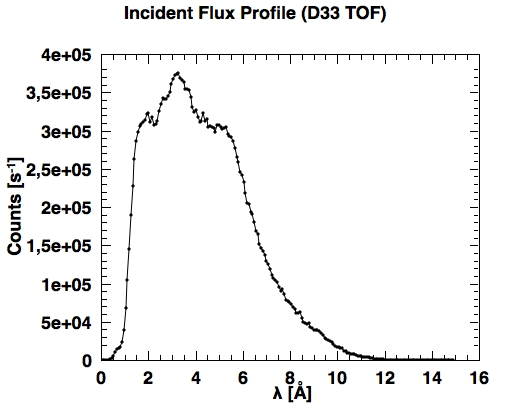 Incident Flux Profile (D33 TOF)
4e+05
3,5e+05
3e+05
2,5e+05
2e+05
1,5e+05
1e+05
5e+04
0
Counts [s⁻¹]
0 2 4 6 8 10 12 14 16
λ [Å]